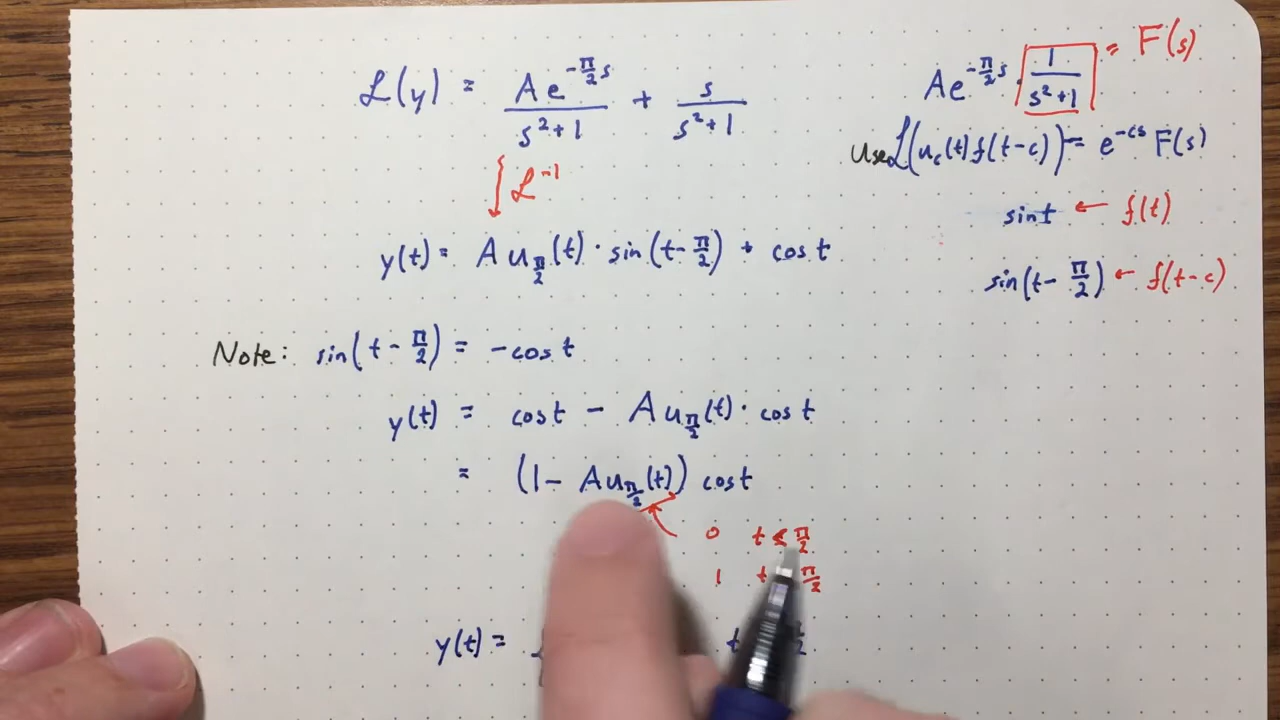 ℒ(y) = Ae^{-π/2 s} / (s²+1) + s / (s²+1)
ℒ⁻¹
y(t) = A u_{π/2}(t) · sin(t - π/2) + cos t
Note: sin(t - π/2) = -cos t
y(t) = cos t - A u_{π/2}(t) · cos t
= (1 - A u_{π/2}(t)) cos t
0 t < π/2
1 t π/2
y(t) = { t
Ae^{-π/2 s} · 1 / (s²+1) = F(s)
Use ℒ(u_c(t) f(t-c)) = e^{-cs} F(s)
sin t ← f(t)
sin(t - π/2) ← f(t-c)